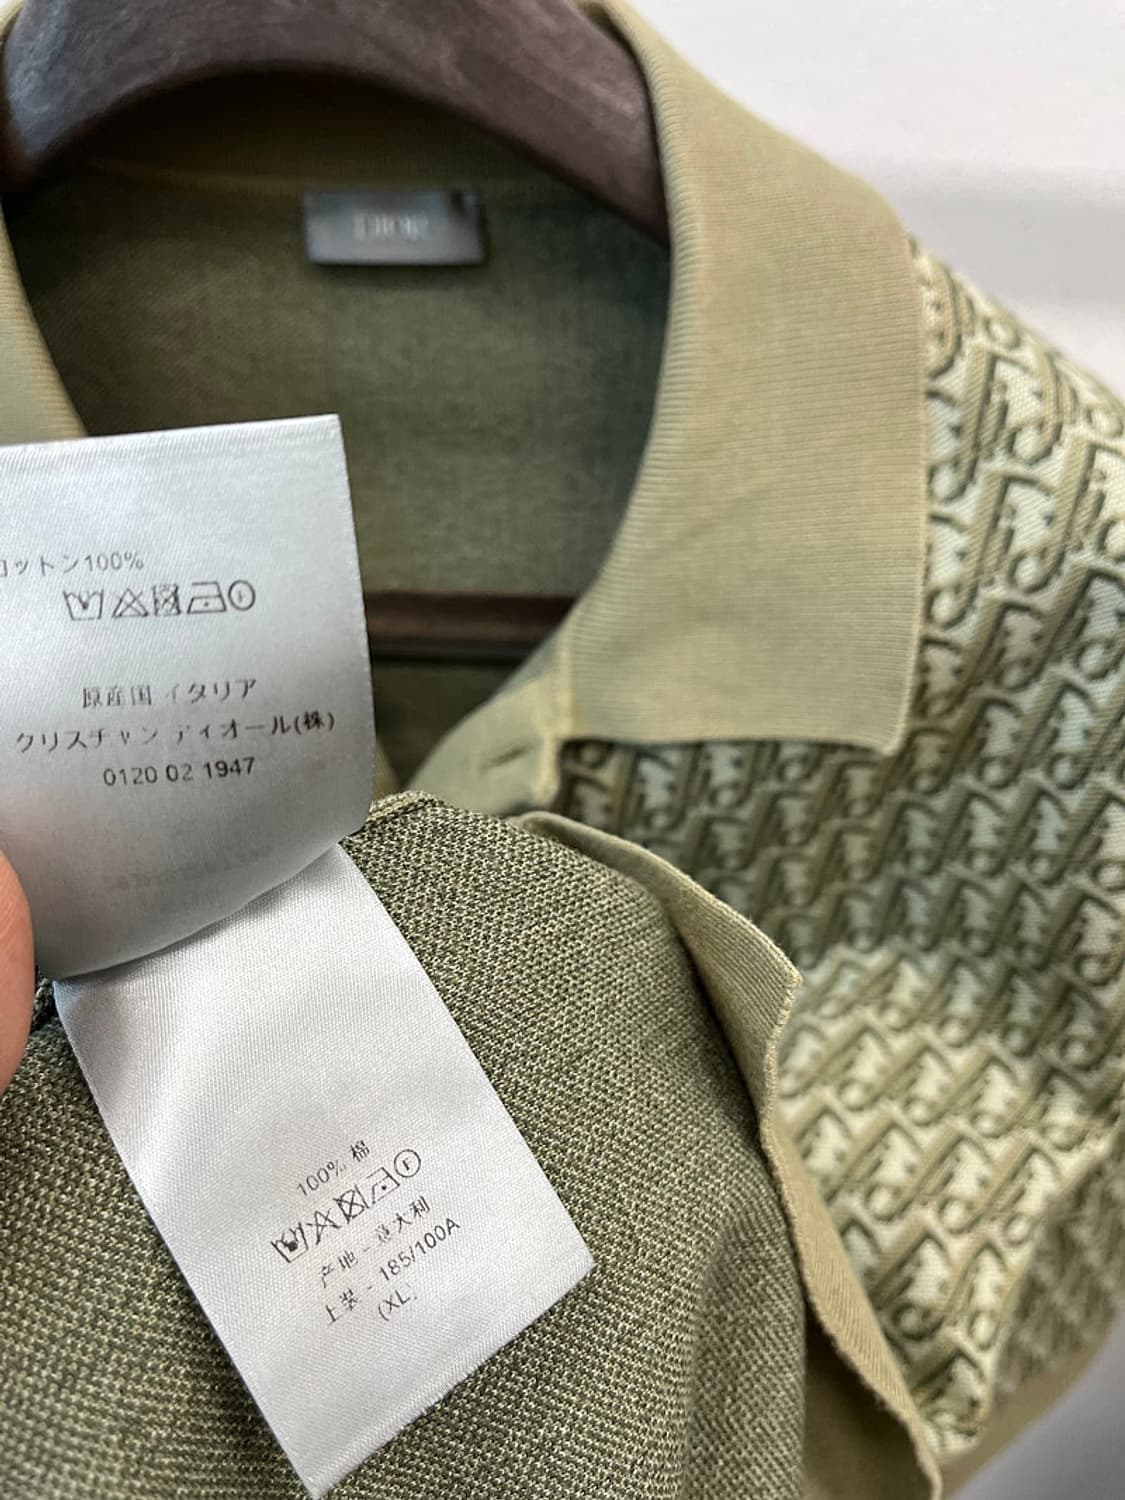 DIOR
コットン100%
原産国 イタリア
クリスチャン ディオール(株)
0120 02 1947
100% 棉
F
产地 - 意大利
上装 - 185/100A
(XL)